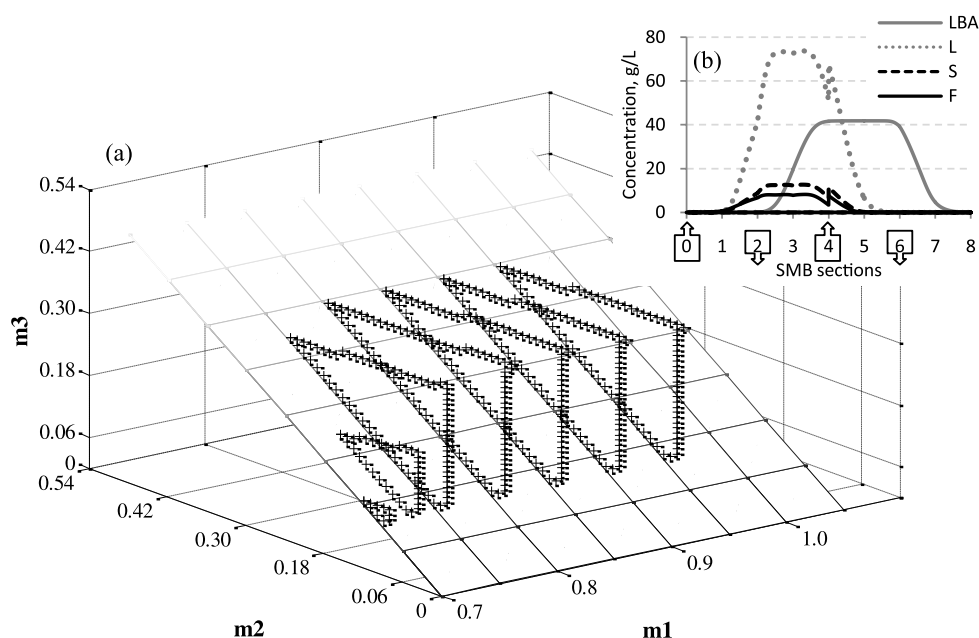 (a)
m3
0.54
0.42
0.30
0.18
0.06
0
0.54
0.42
0.30
0.18
0.06
0
m2
0.7
0.8
0.9
1.0
m1
(b)
Concentration, g/L
80
60
40
20
0
0 1 2 3 4 5 6 7 8
SMB sections
LBA
L
S
F